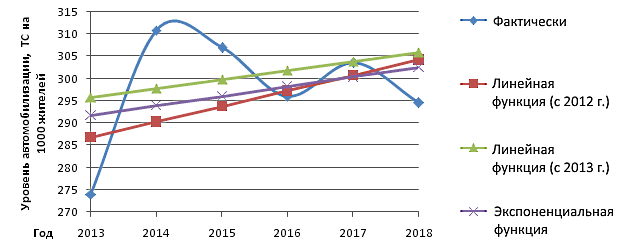 Уровень автомобилизации, ТС на
1000 жителей
315
310
305
300
295
290
285
280
275
270
Год
2013
2014
2015
2016
2017
2018
Фактически
Линейная
функция (с 2012 г.)
Линейная
функция (с 2013 г.)
Экспоненциальная
функция